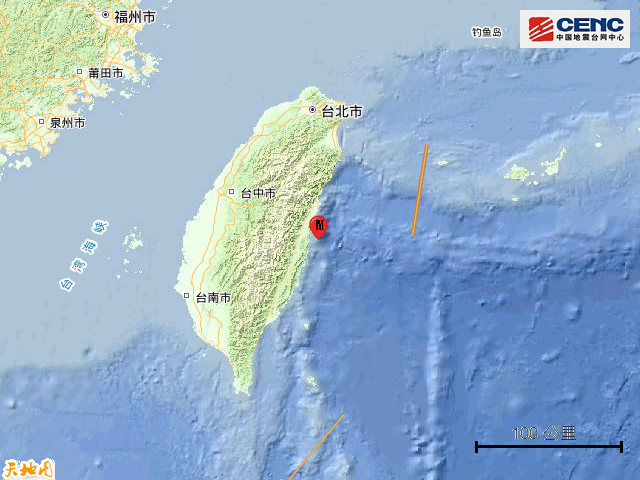 福州市
钓鱼岛
CENC
中国地震台网中心
莆田市
泉州市
台北市
台中市
台湾海峡
M
台南市
100 公里
天地图